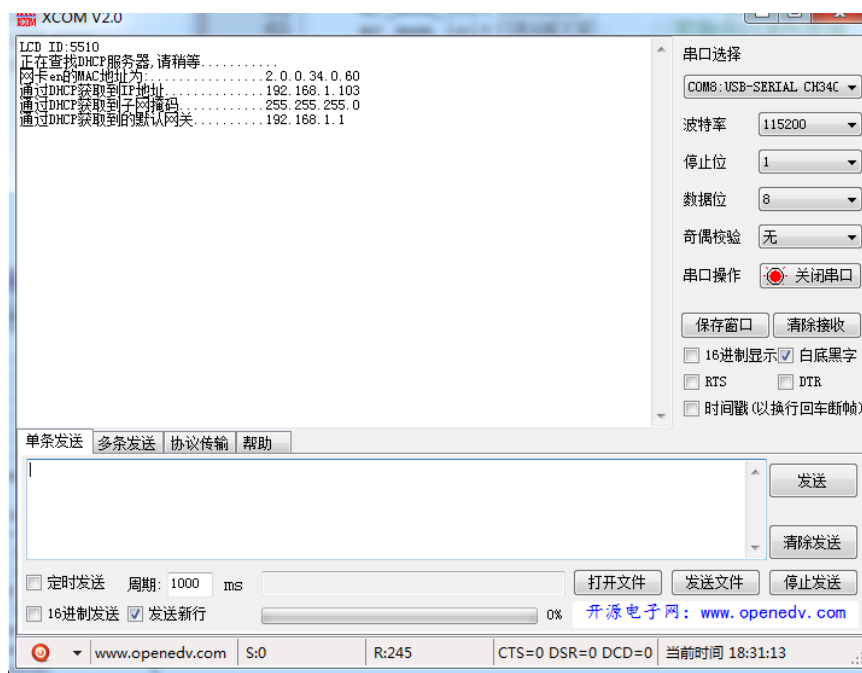 XCOM V2.0
LCD ID:5510
正在查找DHCP服务器,请稍等...........
网卡en的MAC地址为:................2.0.0.34.0.60
通过DHCP获取到IP地址..............192.168.1.103
通过DHCP获取到子网掩码............255.255.255.0
通过DHCP获取到的默认网关..........192.168.1.1
串口选择
COM8:USB-SERIAL CH34C
波特率 115200
停止位 1
数据位 8
奇偶校验 无
串口操作 关闭串口
保存窗口 清除接收
16进制显示 白底黑字
RTS DTR
时间戳(以换行回车断帧)
单条发送 多条发送 协议传输 帮助
发送
清除发送
定时发送 周期: 1000 ms 打开文件 发送文件 停止发送
16进制发送 发送新行 0% 开源电子网: www.openedv.com
www.openedv.com S:0 R:245 CTS=0 DSR=0 DCD=0 当前时间 18:31:13